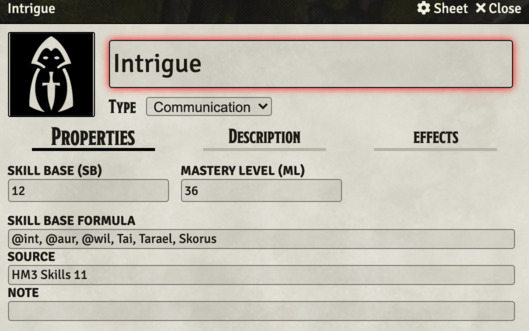 Intrigue Sheet Close
Intrigue
TYPE Communication
PROPERTIES DESCRIPTION EFFECTS
SKILL BASE (SB) MASTERY LEVEL (ML)
12 36
SKILL BASE FORMULA
@int, @aur, @wil, Tai, Tarael, Skorus
SOURCE
HM3 Skills 11
NOTE